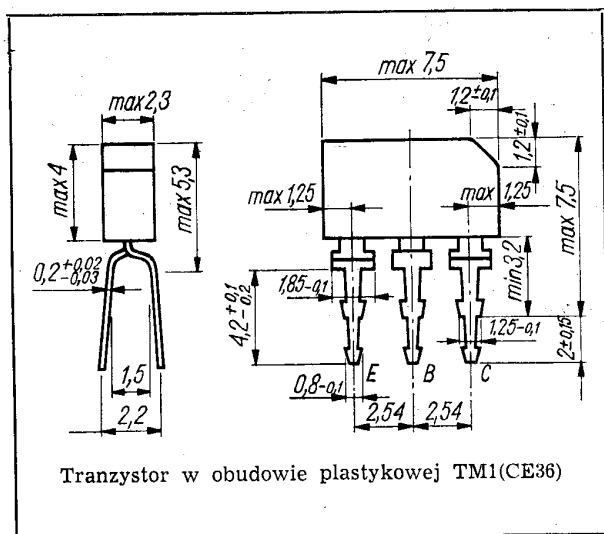 max 7,5
1,2±0,1
max 2,3
1,2±0,1
max 4
max 5,3
max 1,25
max 1,25
max 7,5
min 3,2
0,2+0,02-0,03
1,85-0,1
4,2+0,1-0,2
1,25-0,1
2±0,15
E B C
1,5
0,8-0,1
2,54 2,54
2,2
Tranzystor w obudowie plastykowej TM1(CE36)